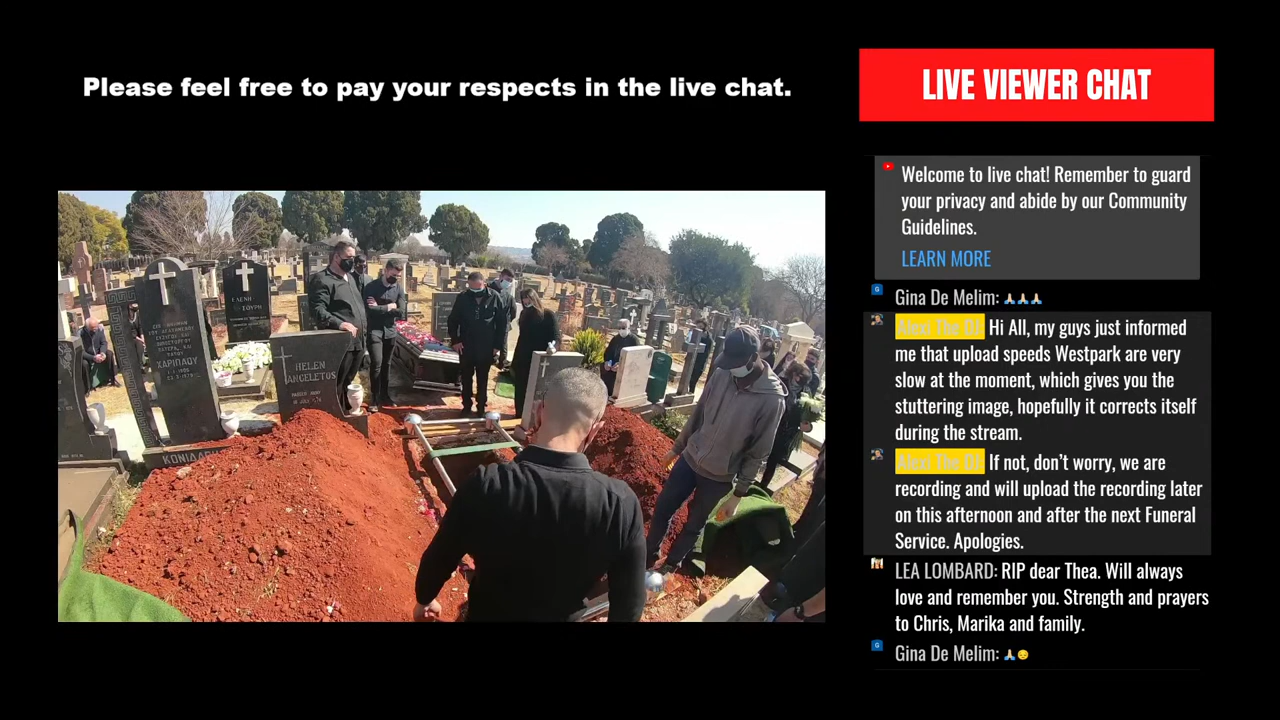 Please feel free to pay your respects in the live chat.
LIVE VIEWER CHAT
Welcome to live chat! Remember to guard
your privacy and abide by our Community
Guidelines.
LEARN MORE
Gina De Melim: 🙏🙏🙏
Alexi The DJ Hi All, my guys just informed
me that upload speeds Westpark are very
slow at the moment, which gives you the
stuttering image, hopefully it corrects itself
during the stream.
Alexi The DJ If not, don’t worry, we are
recording and will upload the recording later
on this afternoon and after the next Funeral
Service. Apologies.
LEA LOMBARD: RIP dear Thea. Will always
love and remember you. Strength and prayers
to Chris, Marika and family.
Gina De Melim: 🙏😔
ΕΛΕΝΗ
ΣΟΥΡΗ
ΧΑΡΙΛΑΟΥ
HELEN
ANGELETOS